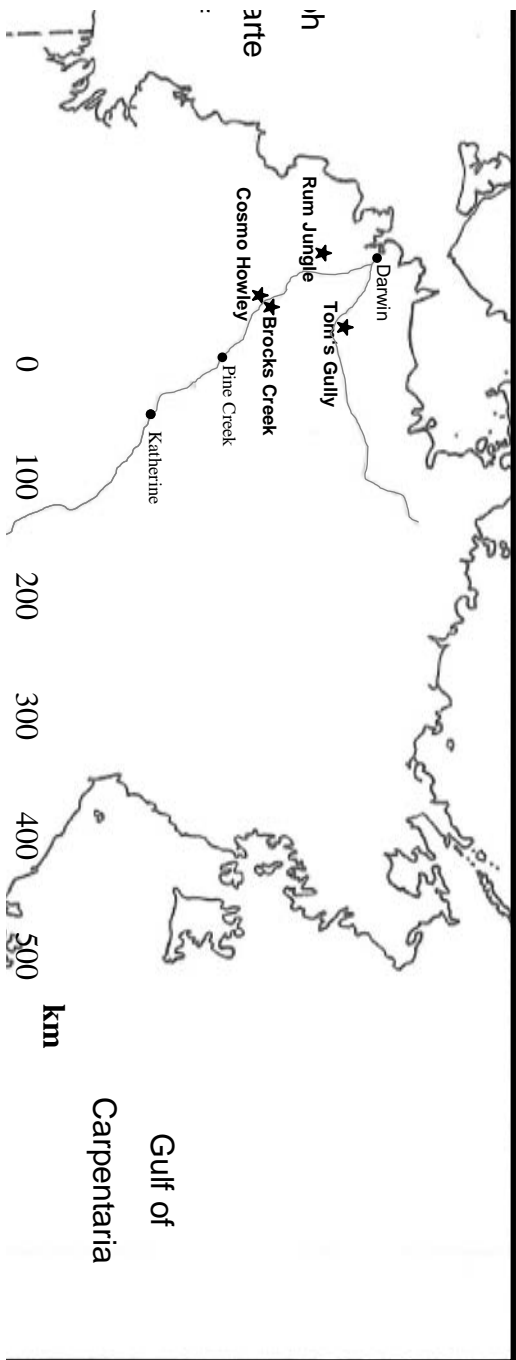 Darwin
Tom's Gully
Rum Jungle
arte
Brocks Creek
Cosmo Howley
Pine Creek
Katherine
Gulf of
Carpentaria
km
0 100 200 300 400 500